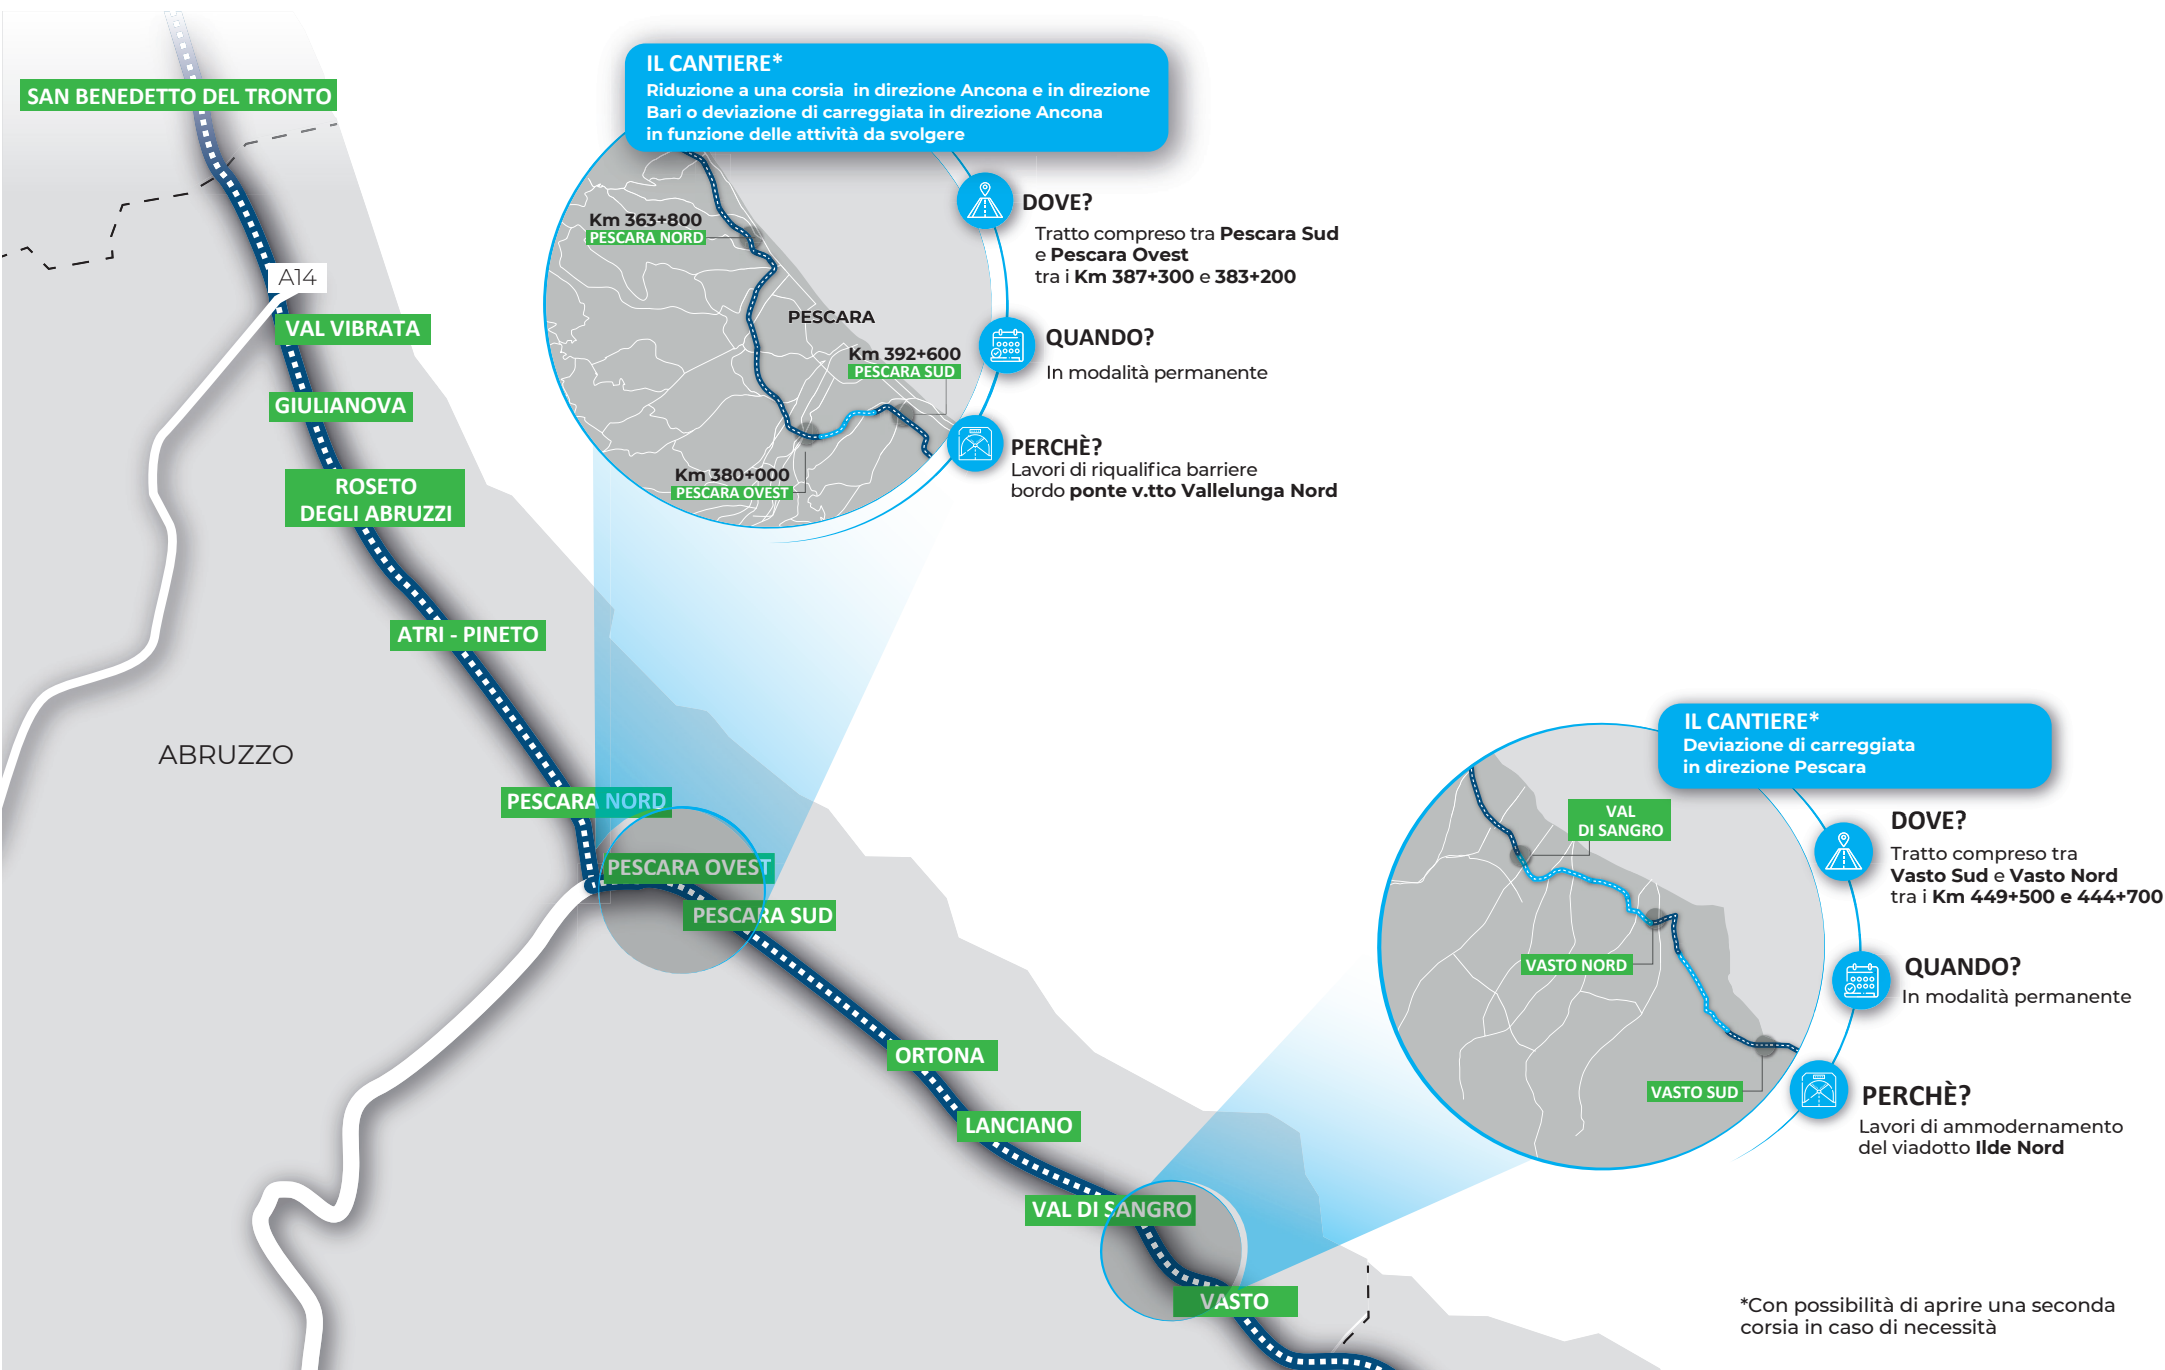 SAN BENEDETTO DEL TRONTO
A14
VAL VIBRATA
GIULIANOVA
ROSETO
DEGLI ABRUZZI
ATRI - PINETO
ABRUZZO
PESCARA NORD
PESCARA OVEST
PESCARA SUD
ORTONA
LANCIANO
VAL DI SANGRO
VASTO
IL CANTIERE*
Riduzione a una corsia in direzione Ancona e in direzione
Bari o deviazione di carreggiata in direzione Ancona
in funzione delle attività da svolgere
Km 363+800
PESCARA NORD
PESCARA
Km 392+600
PESCARA SUD
Km 380+000
PESCARA OVEST
DOVE?
Tratto compreso tra Pescara Sud
e Pescara Ovest
tra i Km 387+300 e 383+200
QUANDO?
In modalità permanente
PERCHÈ?
Lavori di riqualifica barriere
bordo ponte v.tto Vallelunga Nord
IL CANTIERE*
Deviazione di carreggiata
in direzione Pescara
VAL
DI SANGRO
VASTO NORD
VASTO SUD
DOVE?
Tratto compreso tra
Vasto Sud e Vasto Nord
tra i Km 449+500 e 444+700
QUANDO?
In modalità permanente
PERCHÈ?
Lavori di ammodernamento
del viadotto Ilde Nord
*Con possibilità di aprire una seconda
corsia in caso di necessità